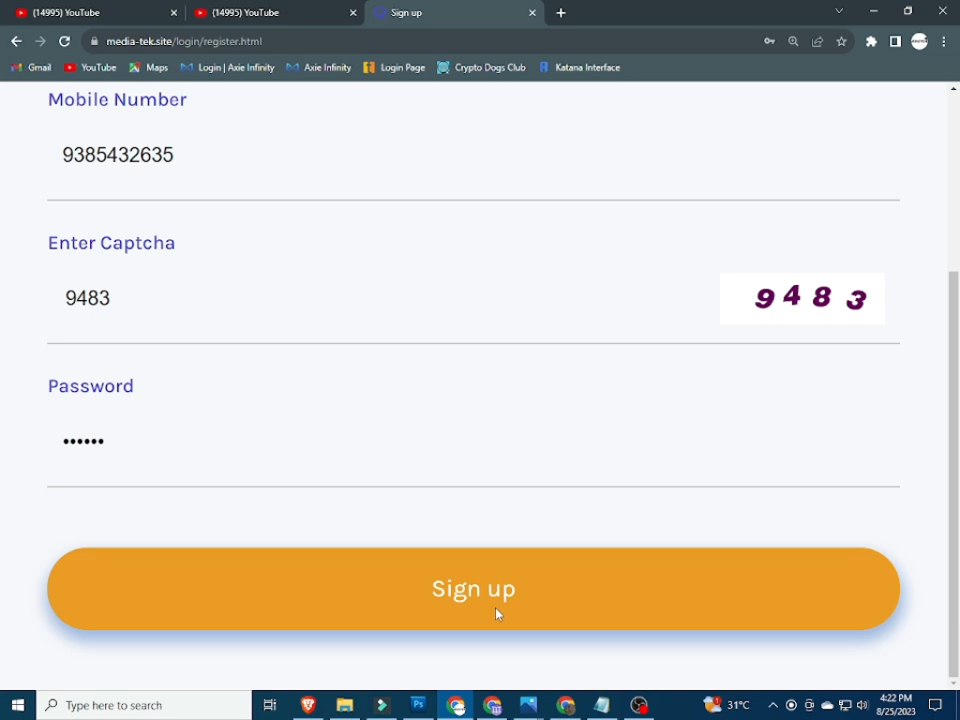 (14995) YouTube
(14995) YouTube
Sign up
media-tek.site/login/register.html
Gmail
YouTube
Maps
Login | Axie Infinity
Axie Infinity
Login Page
Crypto Dogs Club
Katana Interface
Mobile Number
9385432635
Enter Captcha
9483
9 4 8 3
Password
Sign up
Type here to search
Ps
31°C
4:22 PM
8/25/2023